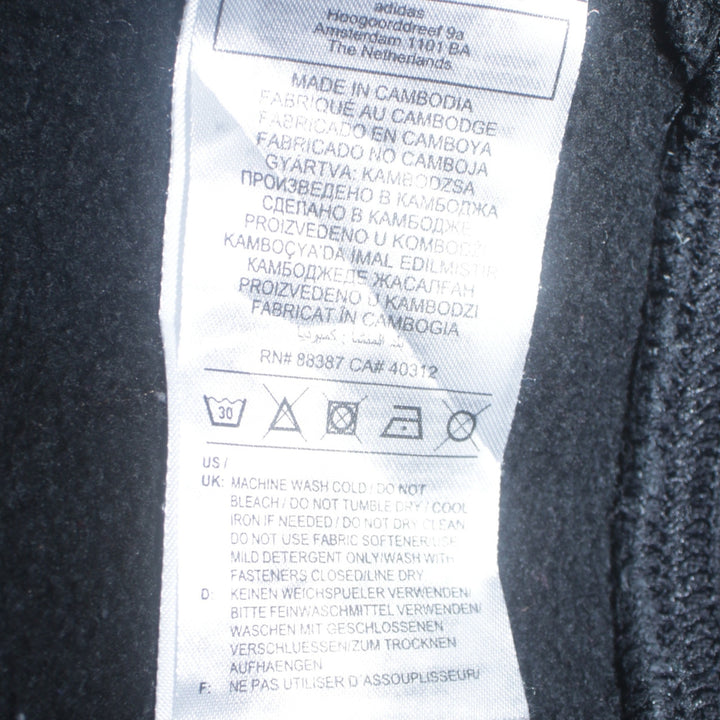 adidas
Hoogoorddreef 9a
Amsterdam 1101 BA
The Netherlands
MADE IN CAMBODIA
FABRIQUÉ AU CAMBODGE
FABRICADO EN CAMBOYA
FABRICADO NO CAMBOJA
GYÁRTVA: KAMBODZSA
ПРОИЗВЕДЕНО В КАМБОДЖА
СДЕЛАНО В КАМБОДЖЕ
PROIZVEDENO U KOMBODŽI
KAMBOÇYA'DA İMAL EDİLMİŞTİR
КАМБОДЖЕДЕ ЖАСАЛҒАН
PROIZVEDENO U KAMBODZI
FABRICAT ÎN CAMBOGIA
بلد المنشأ : كمبوديا
RN# 88387 CA# 40312
30
US /
UK: MACHINE WASH COLD / DO NOT
BLEACH / DO NOT TUMBLE DRY / COOL
IRON IF NEEDED / DO NOT DRY CLEAN
DO NOT USE FABRIC SOFTENER/USE
MILD DETERGENT ONLY/WASH WITH
FASTENERS CLOSED/LINE DRY
D: KEINEN WEICHSPUELER VERWENDEN/
BITTE FEINWASCHMITTEL VERWENDEN/
WASCHEN MIT GESCHLOSSENEN
VERSCHLUESSEN/ZUM TROCKNEN
AUFHAENGEN
F: NE PAS UTILISER D'ASSOUPLISSEUR/